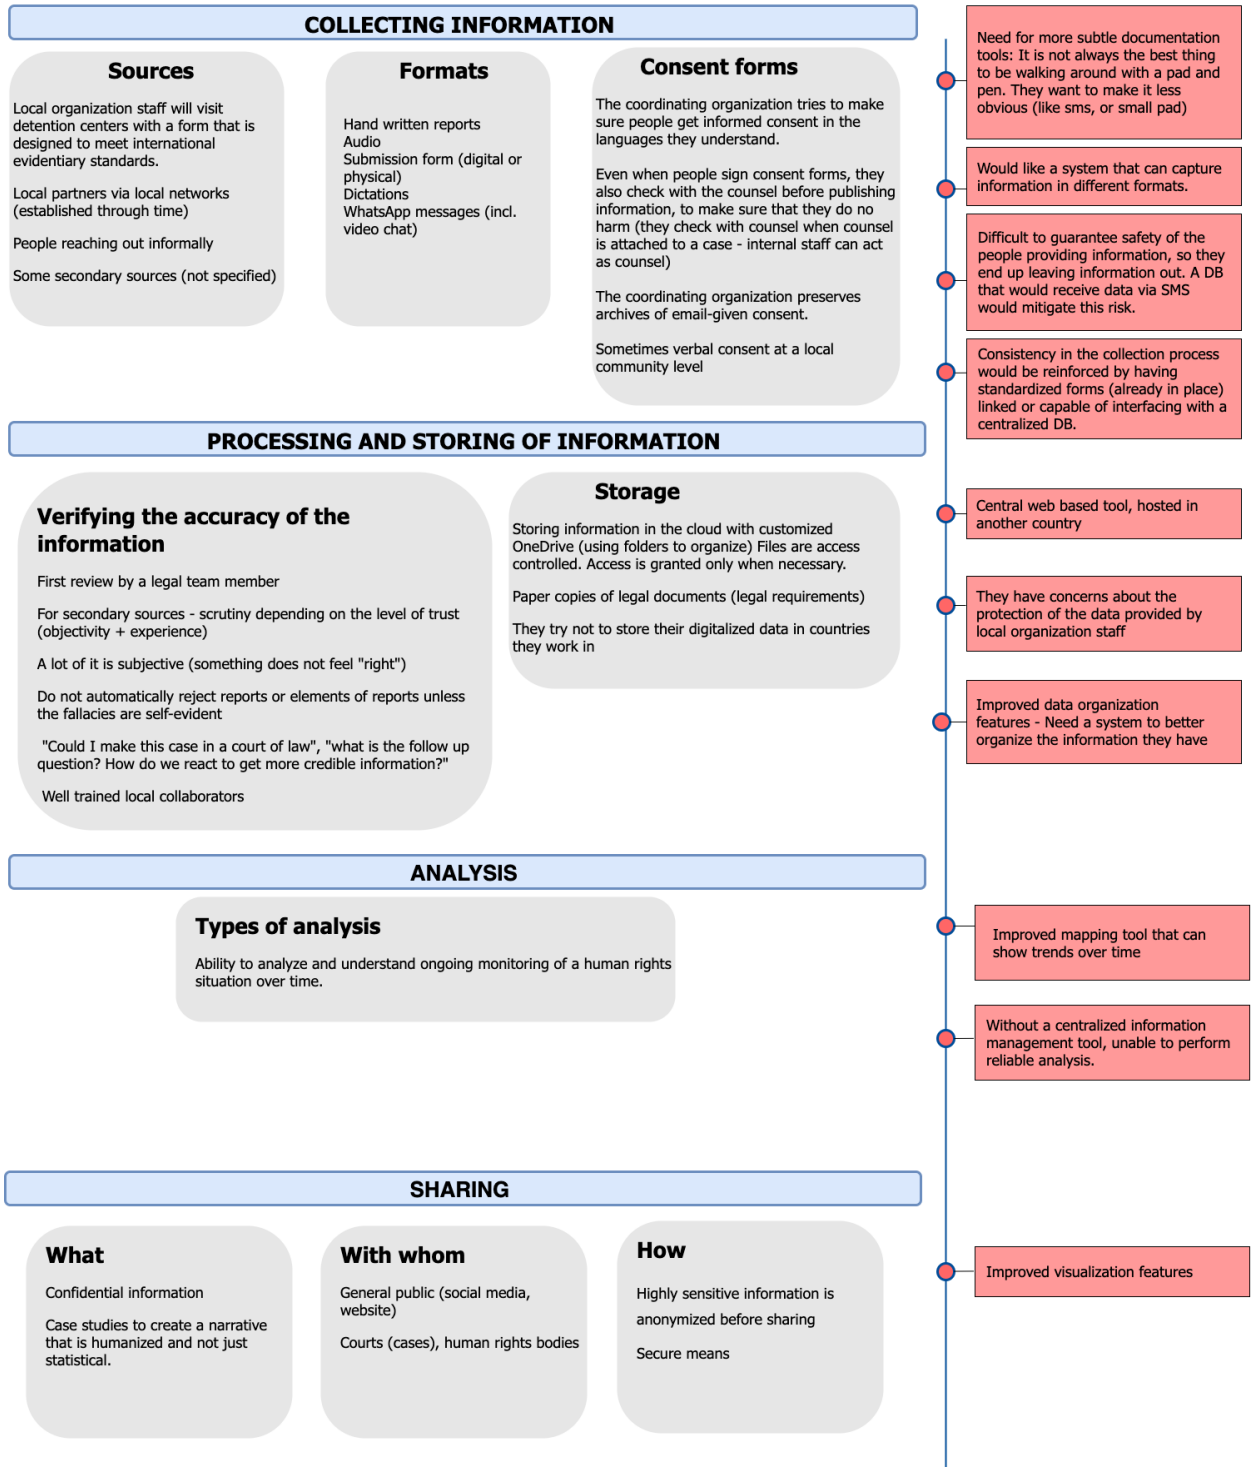 COLLECTING INFORMATION
Sources
Local organization staff will visit
detention centers with a form that is
designed to meet international
evidentiary standards.
Local partners via local networks
(established through time)
People reaching out informally
Some secondary sources (not specified)
Formats
Hand written reports
Audio
Submission form (digital or
physical)
Dictations
WhatsApp messages (incl.
video chat)
Consent forms
The coordinating organization tries to make
sure people get informed consent in the
languages they understand.
Even when people sign consent forms, they
also check with the counsel before publishing
information, to make sure that they do no
harm (they check with counsel when counsel
is attached to a case - internal staff can act
as counsel)
The coordinating organization preserves
archives of email-given consent.
Sometimes verbal consent at a local
community level
Need for more subtle documentation
tools: It is not always the best thing
to be walking around with a pad and
pen. They want to make it less
obvious (like sms, or small pad)
Would like a system that can capture
information in different formats.
Difficult to guarantee safety of the
people providing information, so they
end up leaving information out. A DB
that would receive data via SMS
would mitigate this risk.
Consistency in the collection process
would be reinforced by having
standardized forms (already in place)
linked or capable of interfacing with a
centralized DB.
PROCESSING AND STORING OF INFORMATION
Verifying the accuracy of the
information
First review by a legal team member
For secondary sources - scrutiny depending on the level of trust
(objectivity + experience)
A lot of it is subjective (something does not feel "right")
Do not automatically reject reports or elements of reports unless
the fallacies are self-evident
"Could I make this case in a court of law", "what is the follow up
question? How do we react to get more credible information?"
Well trained local collaborators
Storage
Storing information in the cloud with customized
OneDrive (using folders to organize) Files are access
controlled. Access is granted only when necessary.
Paper copies of legal documents (legal requirements)
They try not to store their digitalized data in countries
they work in
Central web based tool, hosted in
another country
They have concerns about the
protection of the data provided by
local organization staff
Improved data organization
features - Need a system to better
organize the information they have
ANALYSIS
Types of analysis
Ability to analyze and understand ongoing monitoring of a human rights
situation over time.
Improved mapping tool that can
show trends over time
Without a centralized information
management tool, unable to perform
reliable analysis.
SHARING
What
Confidential information
Case studies to create a narrative
that is humanized and not just
statistical.
With whom
General public (social media,
website)
Courts (cases), human rights bodies
How
Highly sensitive information is
anonymized before sharing
Secure means
Improved visualization features